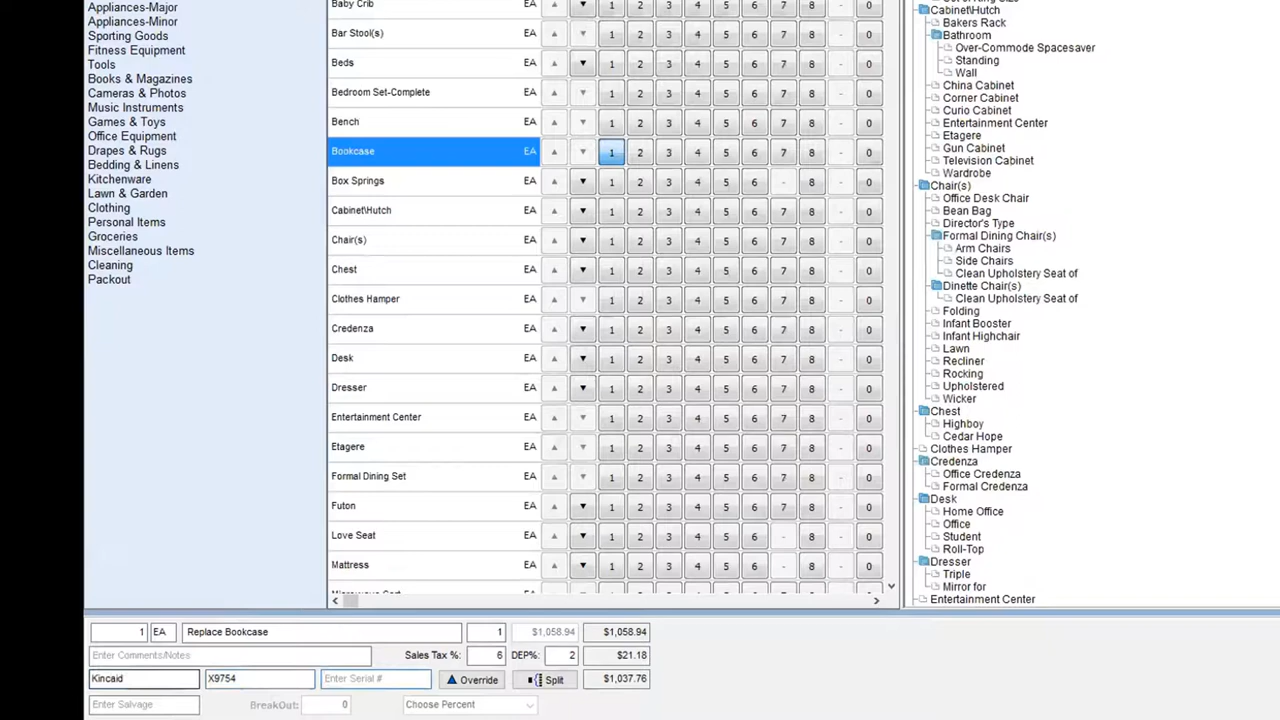 Appliances-Major
Appliances-Minor
Sporting Goods
Fitness Equipment
Tools
Books & Magazines
Cameras & Photos
Music Instruments
Games & Toys
Office Equipment
Drapes & Rugs
Bedding & Linens
Kitchenware
Lawn & Garden
Clothing
Personal Items
Groceries
Miscellaneous Items
Cleaning
Packout
Baby Crib EA ▲ ▼ 1 2 3 4 5 6 7 8 - 0
Bar Stool(s) EA ▲ ▼ 1 2 3 4 5 6 7 8 - 0
Beds EA ▲ ▼ 1 2 3 4 5 6 7 8 - 0
Bedroom Set-Complete EA ▲ ▼ 1 2 3 4 5 6 7 8 - 0
Bench EA ▲ ▼ 1 2 3 4 5 6 7 8 - 0
Bookcase EA ▲ ▼ 1 2 3 4 5 6 7 8 - 0
Box Springs EA ▲ ▼ 1 2 3 4 5 6 - 8 - 0
Cabinet\Hutch EA ▲ ▼ 1 2 3 4 5 6 7 8 - 0
Chair(s) EA ▲ ▼ 1 2 3 4 5 6 7 8 - 0
Chest EA ▲ ▼ 1 2 3 4 5 6 7 8 - 0
Clothes Hamper EA ▲ ▼ 1 2 3 4 5 6 7 8 - 0
Credenza EA ▲ ▼ 1 2 3 4 5 6 7 8 - 0
Desk EA ▲ ▼ 1 2 3 4 5 6 7 8 - 0
Dresser EA ▲ ▼ 1 2 3 4 5 6 7 8 - 0
Entertainment Center EA ▲ ▼ 1 2 3 4 5 6 7 8 - 0
Etagere EA ▲ ▼ 1 2 3 4 5 6 7 8 - 0
Formal Dining Set EA ▲ ▼ 1 2 3 4 5 6 7 8 - 0
Futon EA ▲ ▼ 1 2 3 4 5 6 7 8 - 0
Love Seat EA ▲ ▼ 1 2 3 4 5 6 - 8 - 0
Mattress EA ▲ ▼ 1 2 3 4 5 6 - 8 - 0
Cabinet\Hutch
Bakers Rack
Bathroom
Over-Commode Spacesaver
Standing
Wall
China Cabinet
Corner Cabinet
Curio Cabinet
Entertainment Center
Etagere
Gun Cabinet
Television Cabinet
Wardrobe
Chair(s)
Office Desk Chair
Bean Bag
Director's Type
Formal Dining Chair(s)
Arm Chairs
Side Chairs
Clean Upholstery Seat of
Dinette Chair(s)
Clean Upholstery Seat of
Folding
Infant Booster
Infant Highchair
Lawn
Recliner
Rocking
Upholstered
Wicker
Chest
Highboy
Cedar Hope
Clothes Hamper
Credenza
Office Credenza
Formal Credenza
Desk
Home Office
Office
Student
Roll-Top
Dresser
Triple
Mirror for
Entertainment Center
1 EA Replace Bookcase 1 $1,058.94 $1,058.94
Enter Comments/Notes Sales Tax %: 6 DEP%: 2 $21.18
Kincaid X9754 Enter Serial # Override Split $1,037.76
Enter Salvage BreakOut: 0 Choose Percent